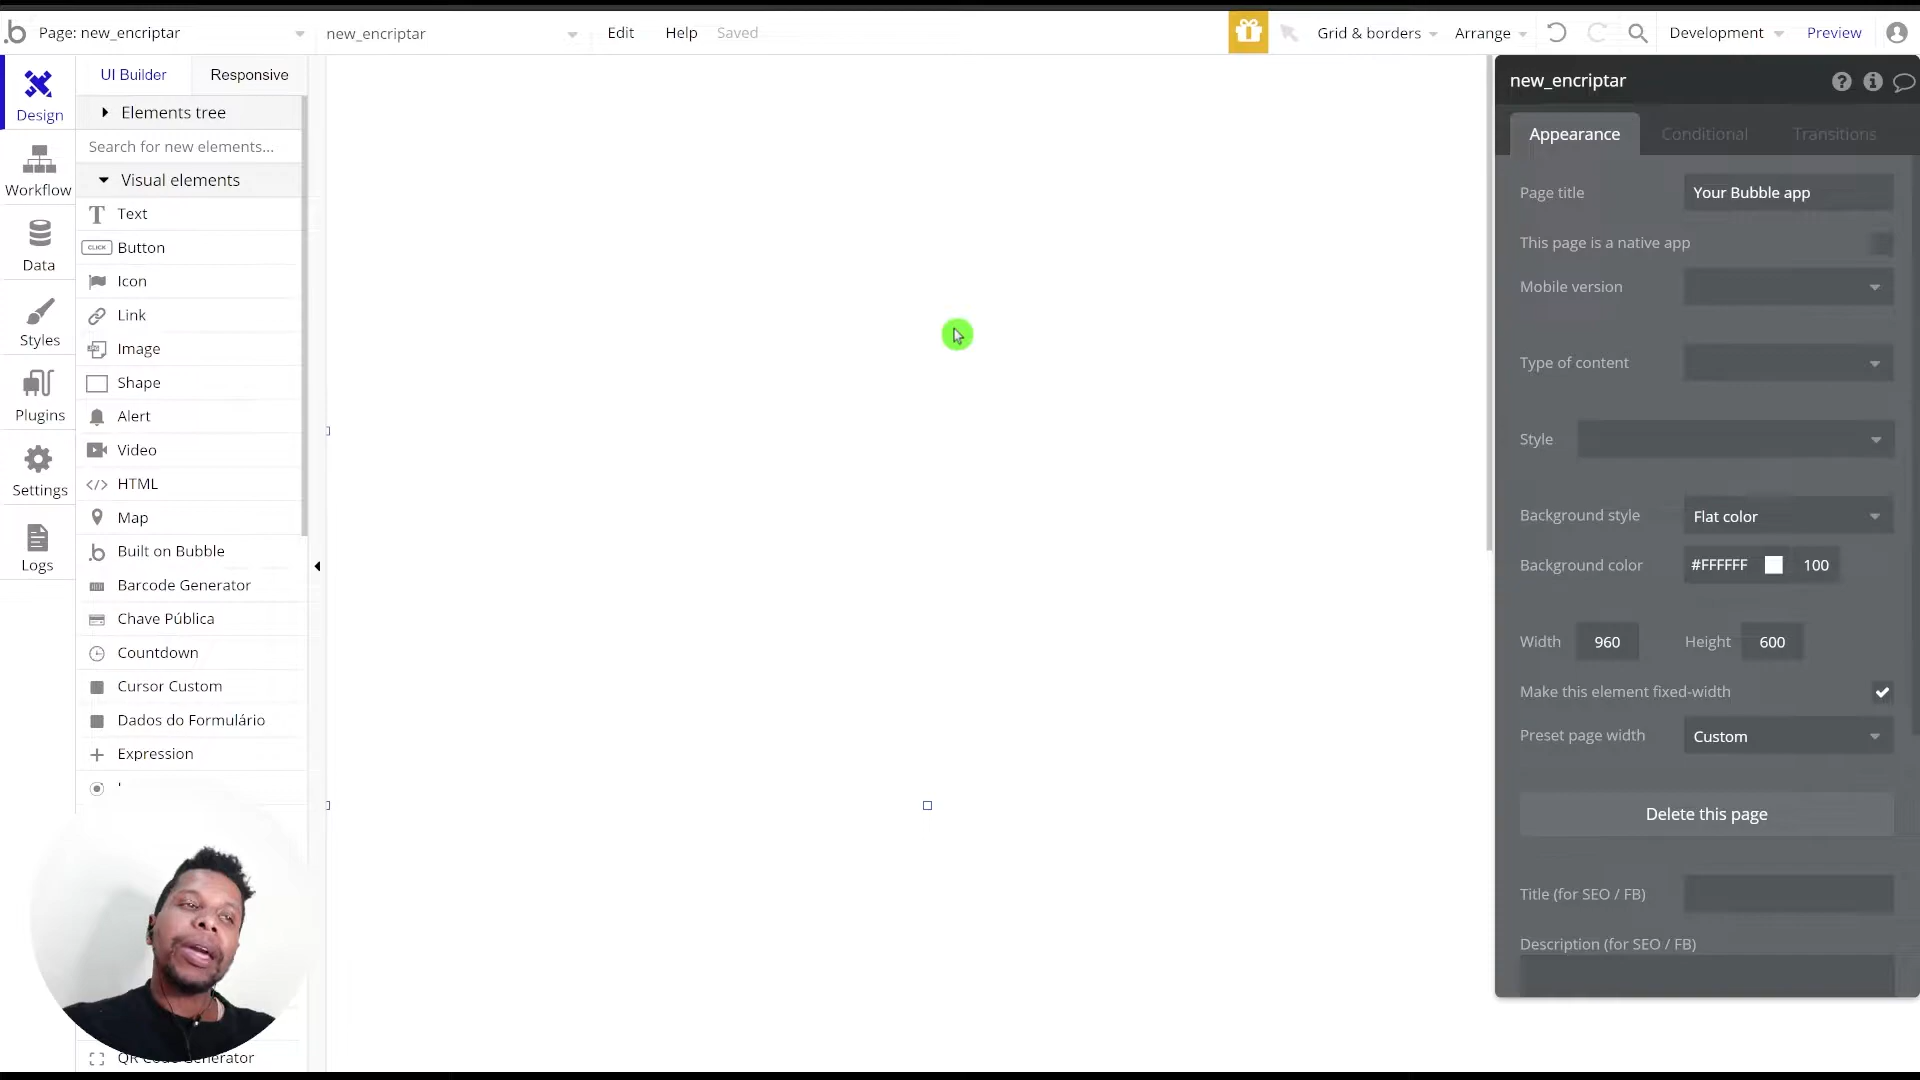 Page: new_encriptar
new_encriptar
Edit
Help
Saved
Grid & borders
Arrange
Development
Preview
Design
Workflow
Data
Styles
Plugins
Settings
Logs
UI Builder
Responsive
Elements tree
Search for new elements...
Visual elements
Text
CLICK Button
Icon
Link
Image
Shape
Alert
Video
HTML
Map
Built on Bubble
Barcode Generator
Chave Pública
Countdown
Cursor Custom
Dados do Formulário
Expression
QR Code Generator
new_encriptar
Appearance
Conditional
Transitions
Page title
Your Bubble app
This page is a native app
Mobile version
Type of content
Style
Background style
Flat color
Background color
#FFFFFF
100
Width
960
Height
600
Make this element fixed-width
Preset page width
Custom
Delete this page
Title (for SEO / FB)
Description (for SEO / FB)